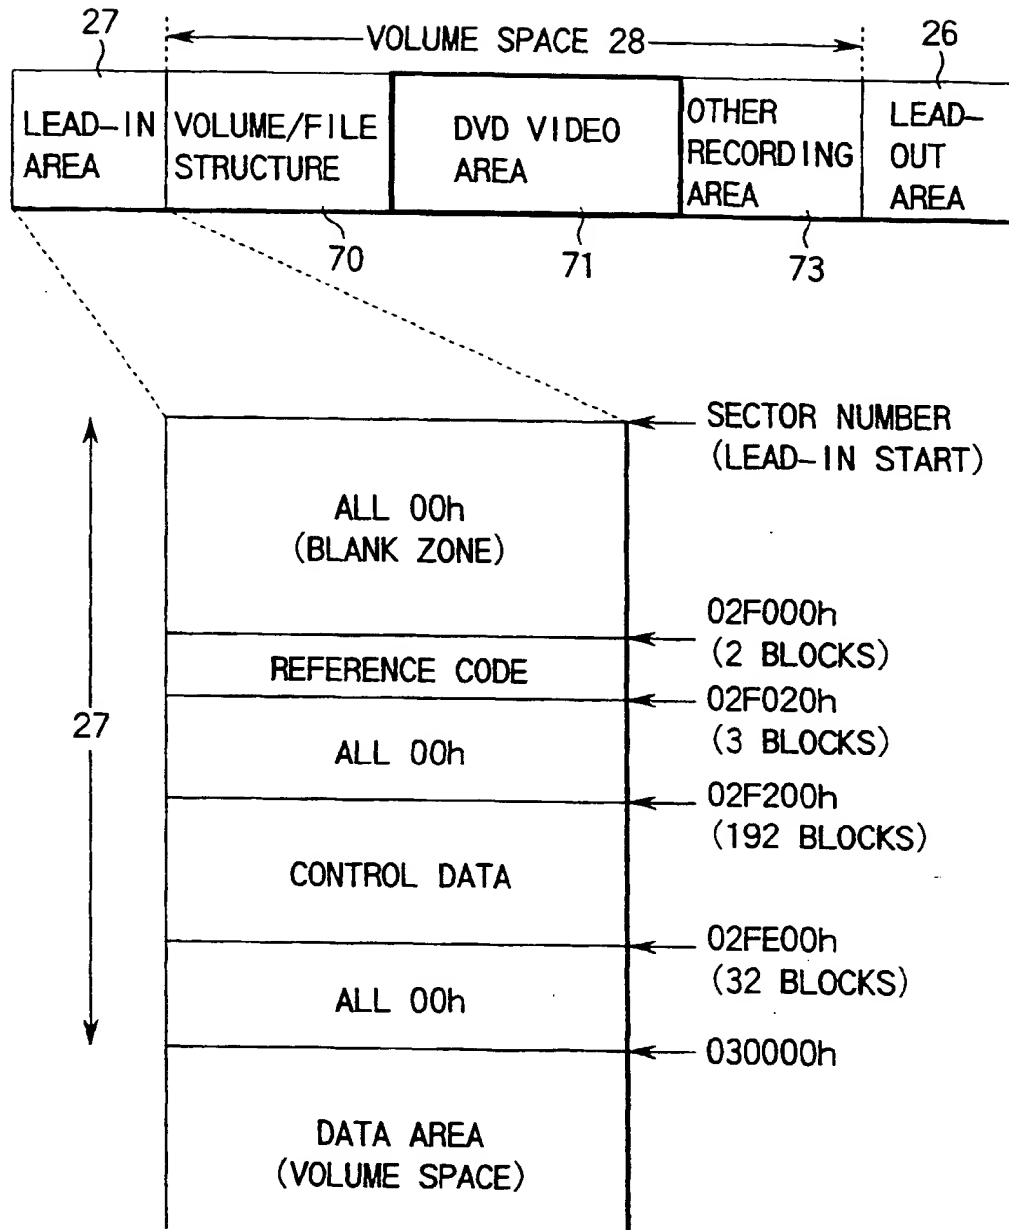 27
VOLUME SPACE 28
26
LEAD-IN
AREA
VOLUME/FILE
STRUCTURE
DVD VIDEO
AREA
OTHER
RECORDING
AREA
LEAD-
OUT
AREA
70
71
73
SECTOR NUMBER
(LEAD-IN START)
ALL 00h
(BLANK ZONE)
02F000h
(2 BLOCKS)
REFERENCE CODE
02F020h
(3 BLOCKS)
27
ALL 00h
02F200h
(192 BLOCKS)
CONTROL DATA
02FE00h
(32 BLOCKS)
ALL 00h
030000h
DATA AREA
(VOLUME SPACE)